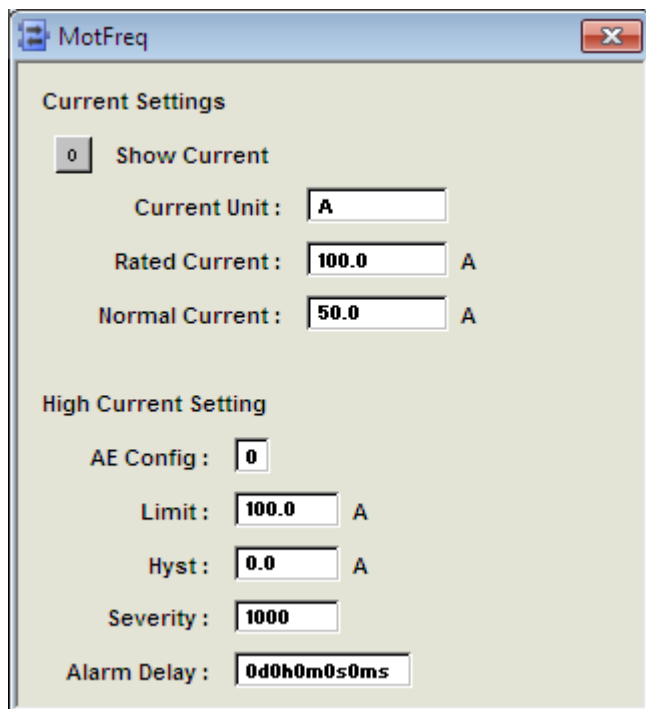 MotFreq
Current Settings
0 Show Current
Current Unit : A
Rated Current : 100.0 A
Normal Current : 50.0 A
High Current Setting
AE Config : 0
Limit : 100.0 A
Hyst : 0.0 A
Severity : 1000
Alarm Delay : 0d0h0m0s0ms